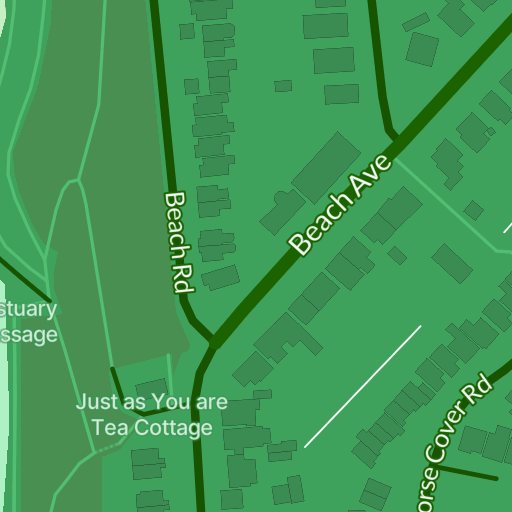 Beach Ave
Beach Rd
stuary
ssage
Just as You are
Tea Cottage
orse Cover Rd